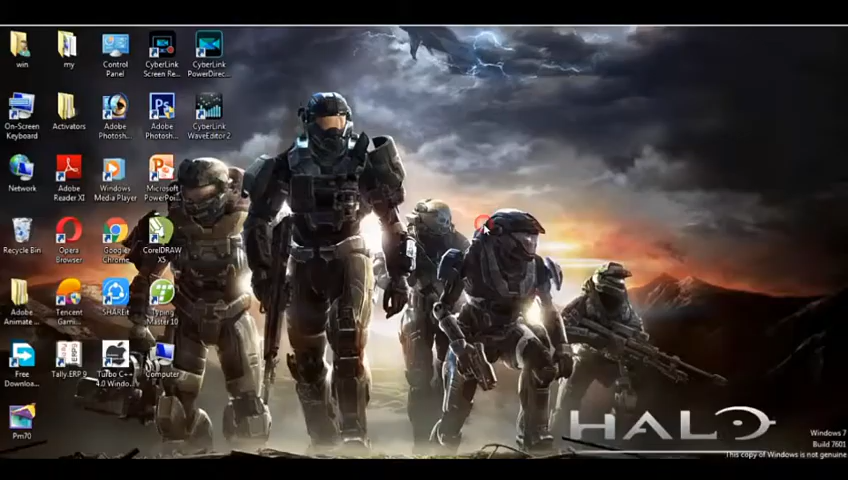 win
my
Control
Panel
CyberLink
Screen Re...
CyberLink
PowerDirec...
On-Screen
Keyboard
Activators
Adobe
Photosh...
Adobe
Photosh...
CyberLink
WaveEditor 2
Network
Adobe
Reader XI
Windows
Media Player
Microsoft
PowerPoi...
Recycle Bin
Opera
Browser
Google
Chrome
CorelDRAW
X5
Adobe
Animate ...
Tencent
Gami...
SHAREit
Typing
Master 10
Free
Downloa...
Tally.ERP 9
Turbo C++
4.0 Windo...
Computer
Pm70
HALO
Windows 7
Build 7601
This copy of Windows is not genuine